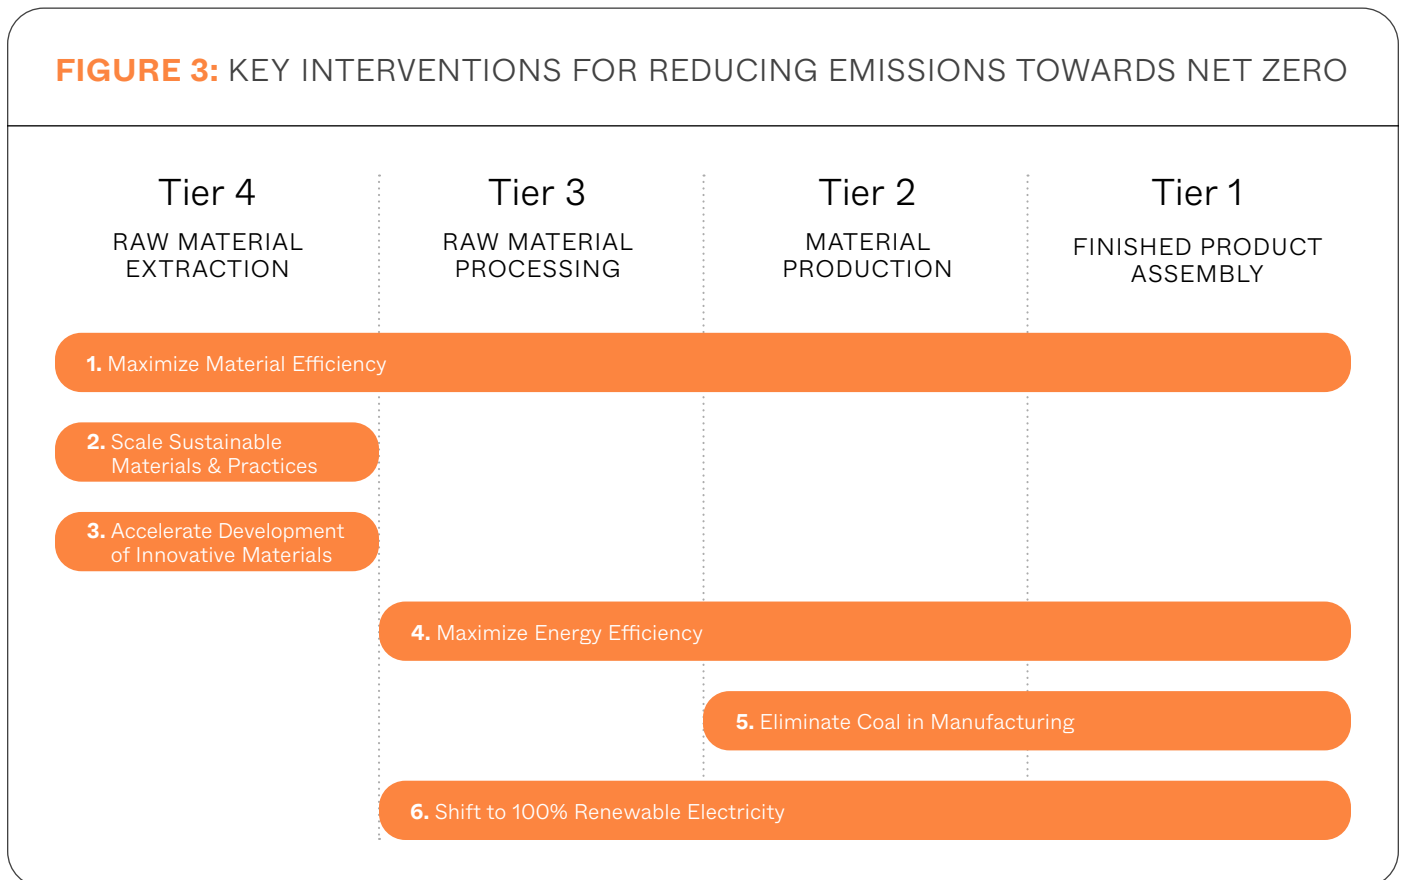 FIGURE 3: KEY INTERVENTIONS FOR REDUCING EMISSIONS TOWARDS NET ZERO
Tier 4
RAW MATERIAL
EXTRACTION
Tier 3
RAW MATERIAL
PROCESSING
Tier 2
MATERIAL
PRODUCTION
Tier 1
FINISHED PRODUCT
ASSEMBLY
1. Maximize Material Efficiency
2. Scale Sustainable
Materials & Practices
3. Accelerate Development
of Innovative Materials
4. Maximize Energy Efficiency
5. Eliminate Coal in Manufacturing
6. Shift to 100% Renewable Electricity